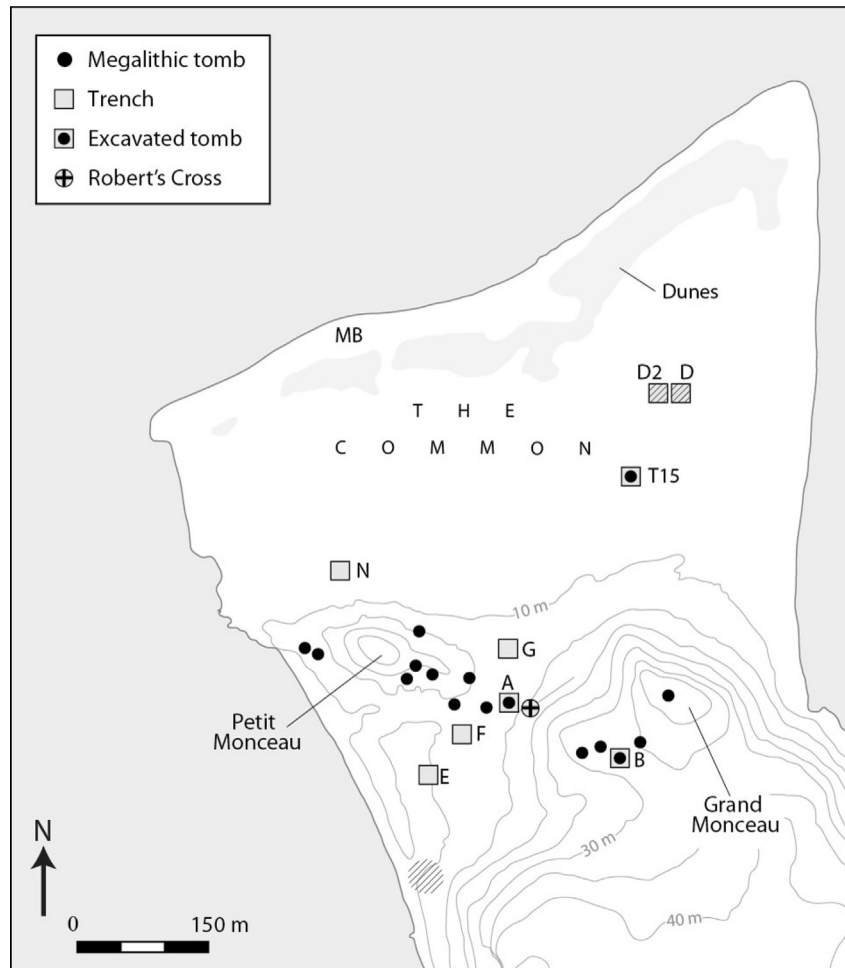 Megalithic tomb
Trench
Excavated tomb
Robert's Cross
Dunes
MB
D2 D
T H E
C O M M O N
T15
N
10 m
G
A
Petit
Monceau
F
B
E
Grand
Monceau
30 m
N
40 m
0 150 m